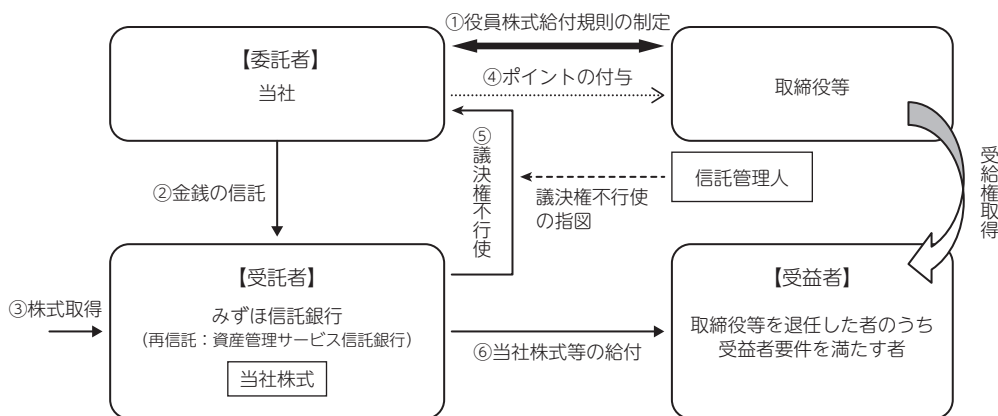 ①役員株式給付規則の制定
【委託者】
当社
④ポイントの付与
取締役等
⑤議決権不行使
②金銭の信託
議決権不行使
の指図
信託管理人
受給権取得
【受託者】
みずほ信託銀行
(再信託：資産管理サービス信託銀行)
当社株式
③株式取得
⑥当社株式等の給付
【受益者】
取締役等を退任した者のうち
受益者要件を満たす者